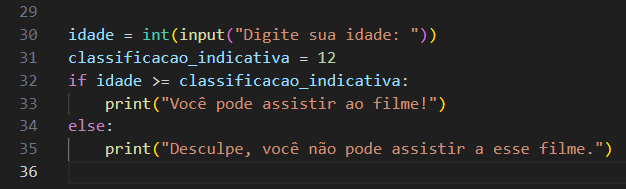 29
30 idade = int(input("Digite sua idade: "))
31 classificacao_indicativa = 12
32 if idade >= classificacao_indicativa:
33     print("Você pode assistir ao filme!")
34 else:
35     print("Desculpe, você não pode assistir a esse filme.")
36